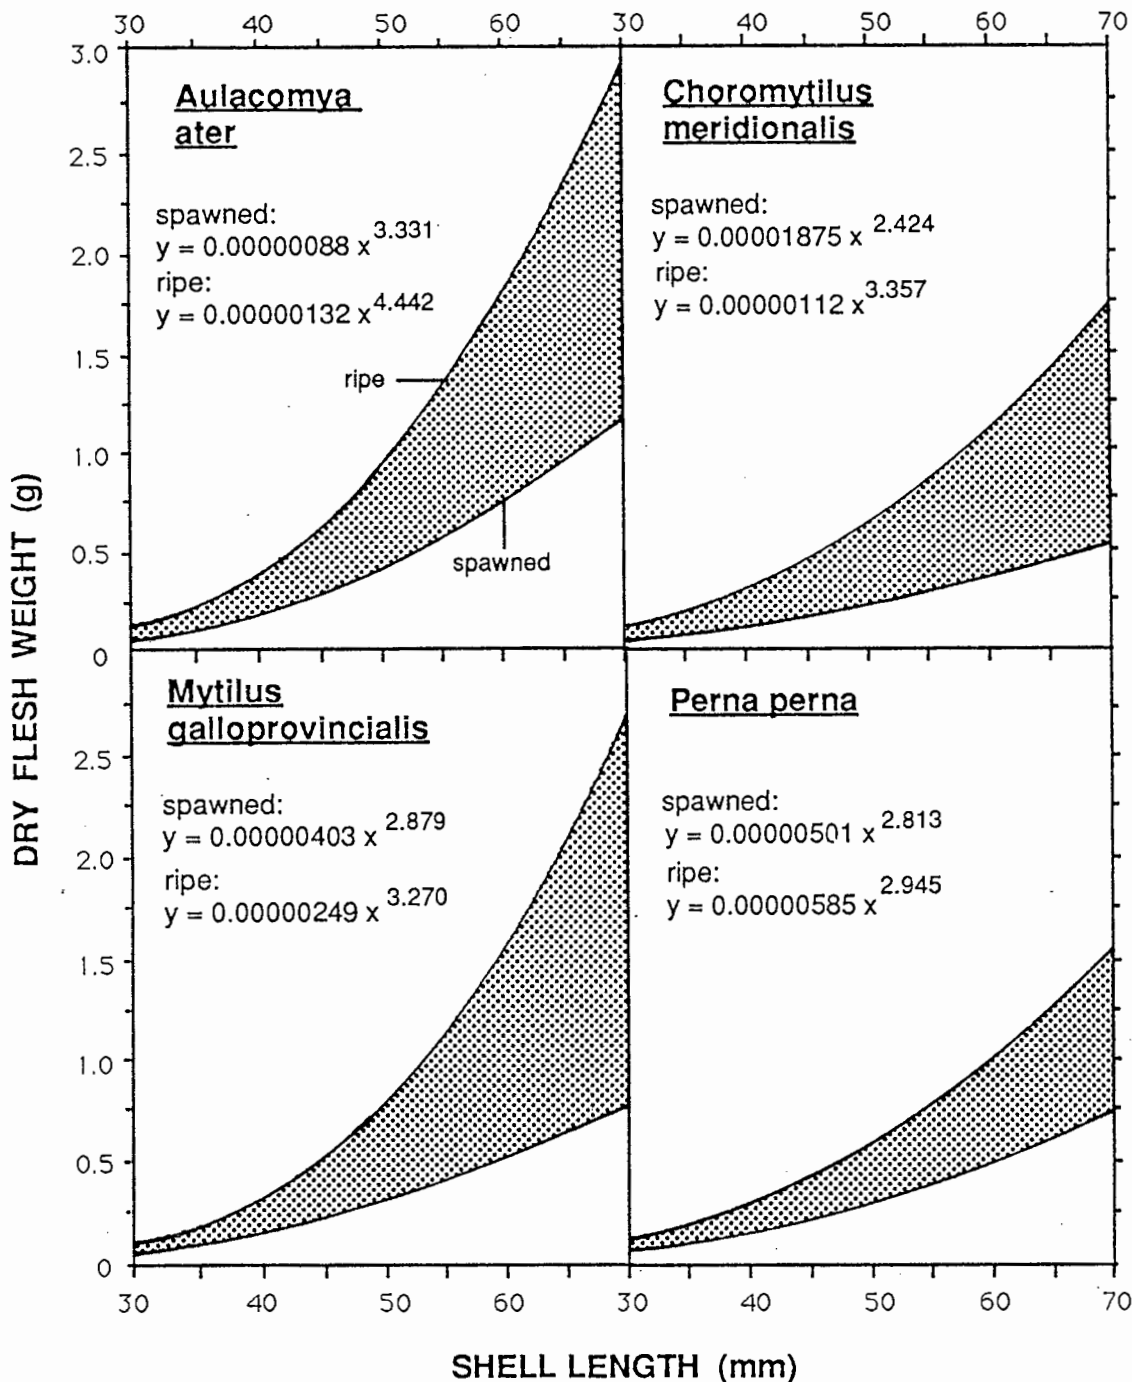 30 40 50 60 30 40 50 60 70
3.0
2.5
2.0
1.5
1.0
0.5
0
Aulacomya
ater
spawned:
y = 0.00000088 x^3.331
ripe:
y = 0.00000132 x^4.442
ripe
spawned
Choromytilus
meridionalis
spawned:
y = 0.00001875 x^2.424
ripe:
y = 0.00000112 x^3.357
DRY FLESH WEIGHT (g)
2.5
2.0
1.5
1.0
0.5
0
Mytilus
galloprovincialis
spawned:
y = 0.00000403 x^2.879
ripe:
y = 0.00000249 x^3.270
Perna perna
spawned:
y = 0.00000501 x^2.813
ripe:
y = 0.00000585 x^2.945
30 40 50 60 30 40 50 60 70
SHELL LENGTH (mm)